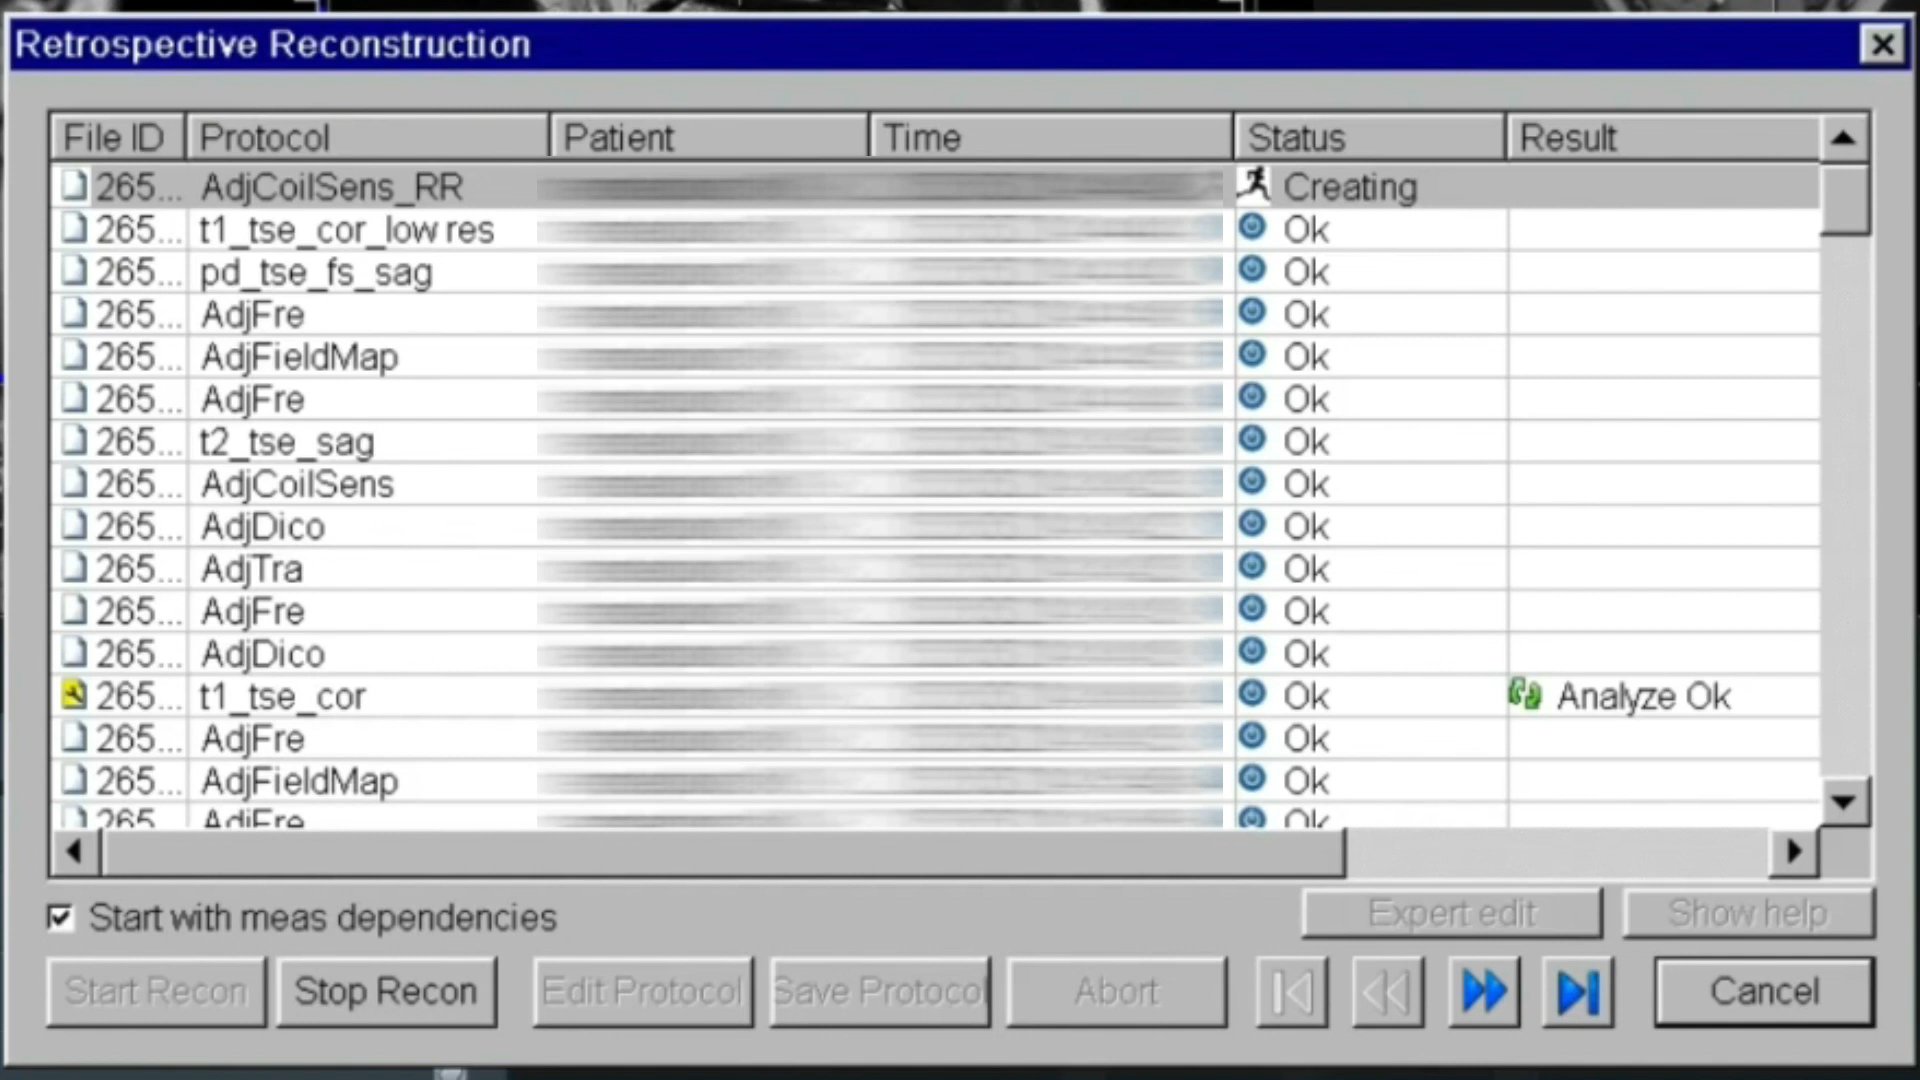 Retrospective Reconstruction
File ID Protocol Patient Time Status Result
265... AdjCoilSens_RR Creating
265... t1_tse_cor_low res Ok
265... pd_tse_fs_sag Ok
265... AdjFre Ok
265... AdjFieldMap Ok
265... AdjFre Ok
265... t2_tse_sag Ok
265... AdjCoilSens Ok
265... AdjDico Ok
265... AdjTra Ok
265... AdjFre Ok
265... AdjDico Ok
265... t1_tse_cor Ok Analyze Ok
265... AdjFre Ok
265... AdjFieldMap Ok
265 AdjFre Ok
Start with meas dependencies Expert edit Show help
Start Recon Stop Recon Edit Protocol Save Protocol Abort Cancel